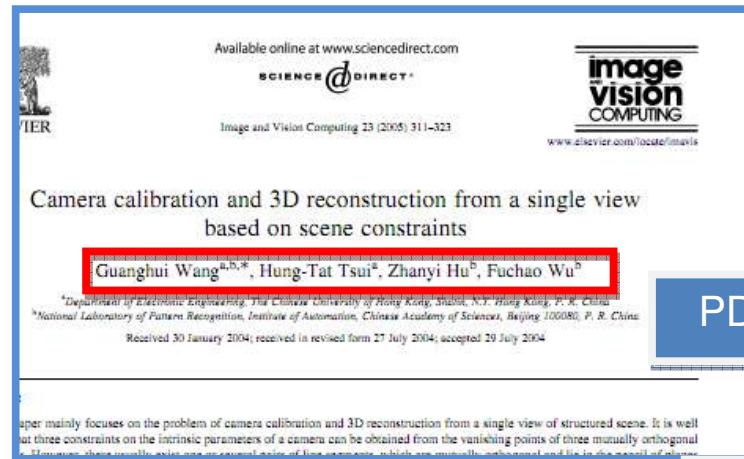 Available online at www.sciencedirect.com
SCIENCE DIRECT·
IER
Image and Vision Computing 23 (2005) 311–323
image
AND
vision
COMPUTING
www.elsevier.com/locate/imavis
Camera calibration and 3D reconstruction from a single view
based on scene constraints
Guanghui Wang a,b,*, Hung-Tat Tsui a, Zhanyi Hu b, Fuchao Wu b
a Department of Electronic Engineering, The Chinese University of Hong Kong, Shatin, N.T. Hong Kong, P. R. China
b National Laboratory of Pattern Recognition, Institute of Automation, Chinese Academy of Sciences, Beijing 100080, P. R. China
Received 30 January 2004; received in revised form 27 July 2004; accepted 29 July 2004
PD
aper mainly focuses on the problem of camera calibration and 3D reconstruction from a single view of structured scene. It is well
at three constraints on the intrinsic parameters of a camera can be obtained from the vanishing points of three mutually orthogonal
However, there usually exist one or several pairs of line segments, which are mutually orthogonal and lie in the pencil of planes